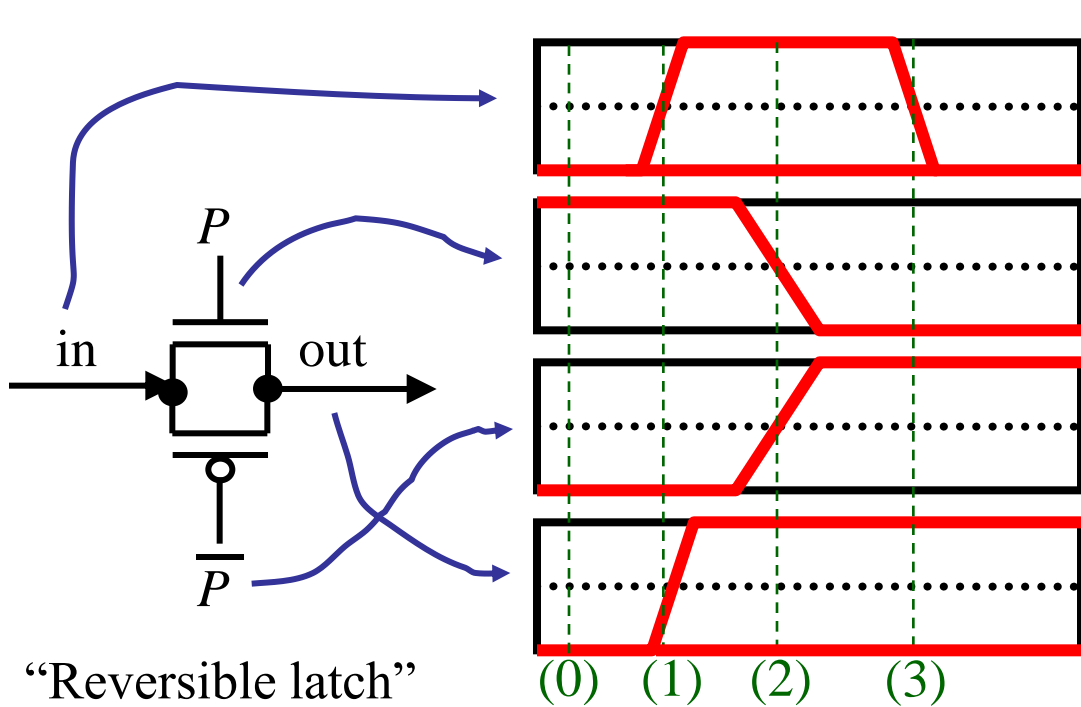 P
in
out
P̅
“Reversible latch”
(0)
(1)
(2)
(3)